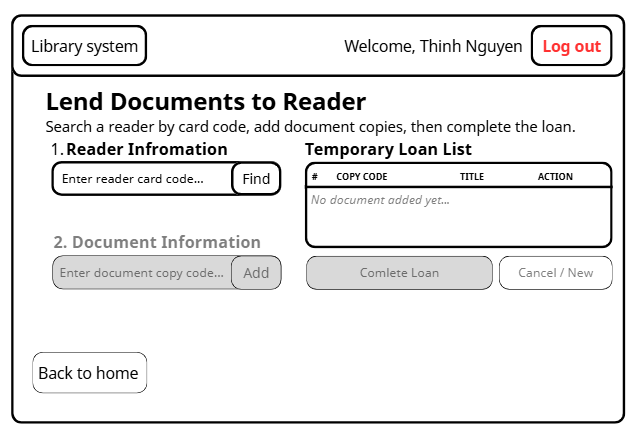 Library system
Welcome, Thinh Nguyen
Log out
Lend Documents to Reader
Search a reader by card code, add document copies, then complete the loan.
1. Reader Infromation
Enter reader card code...
Find
2. Document Information
Enter document copy code...
Add
Temporary Loan List
# COPY CODE TITLE ACTION
No document added yet...
Comlete Loan
Cancel / New
Back to home